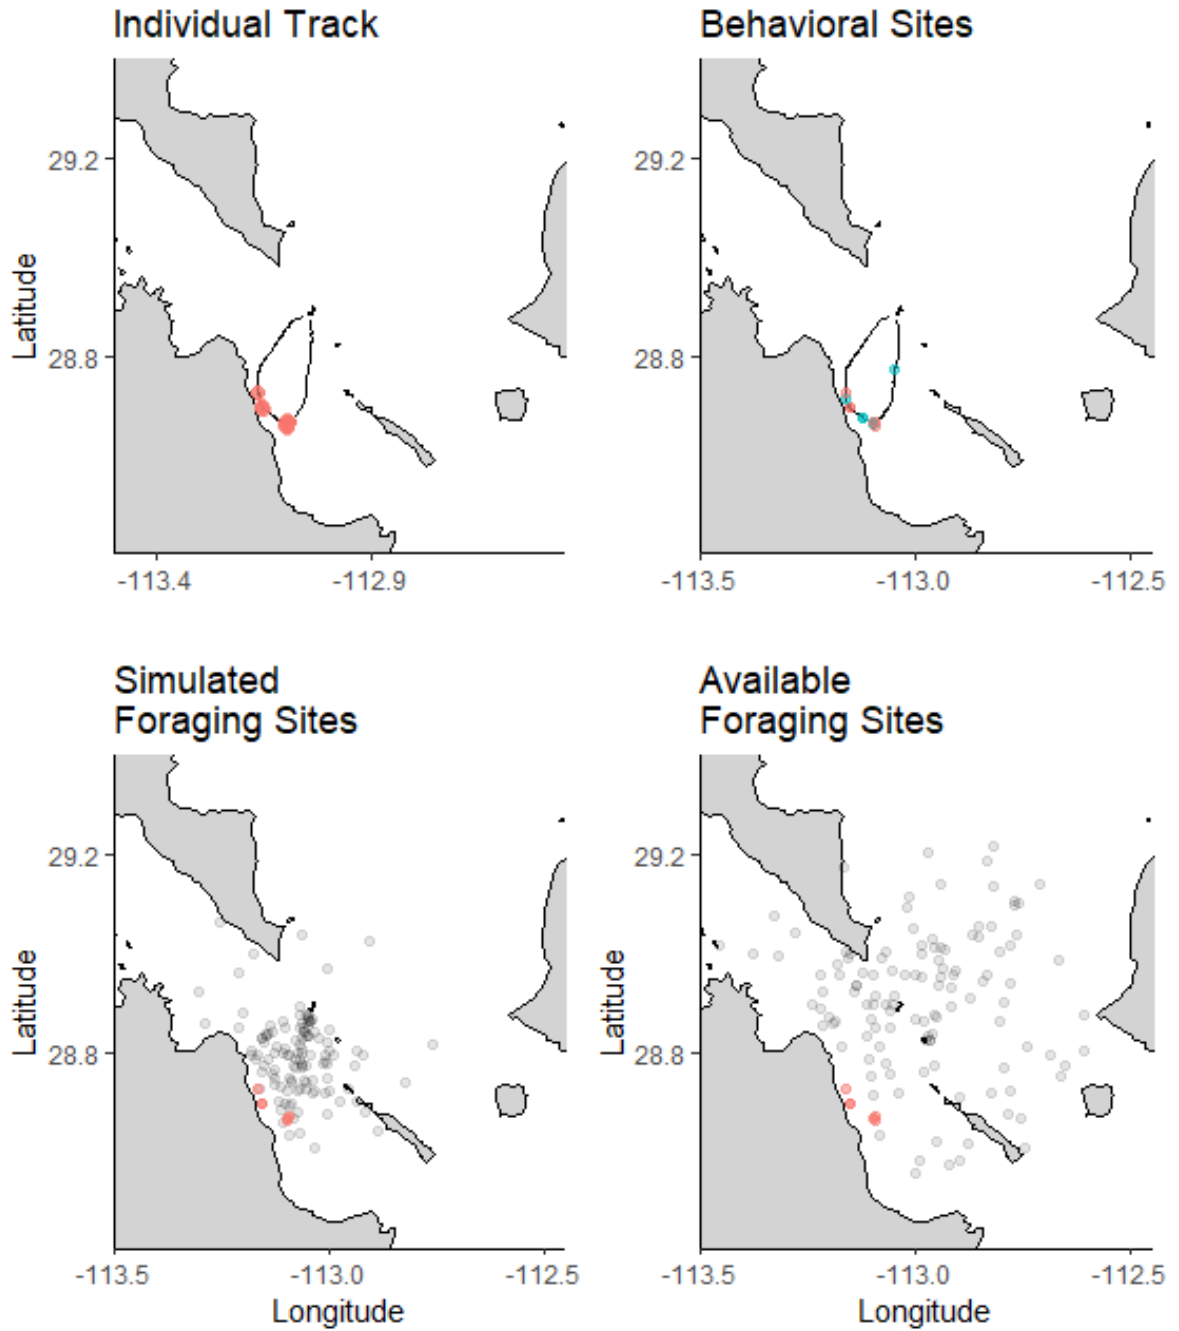 Individual Track
Behavioral Sites
29.2
28.8
Latitude
-113.4
-112.9
29.2
28.8
-113.5
-113.0
-112.5
Simulated
Foraging Sites
Available
Foraging Sites
29.2
28.8
Latitude
-113.5
-113.0
-112.5
Longitude
29.2
28.8
Latitude
-113.5
-113.0
-112.5
Longitude